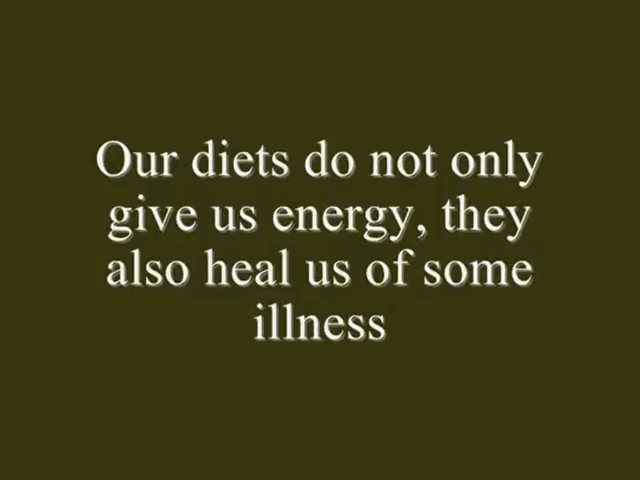 Our diets do not only
give us energy, they
also heal us of some
illness